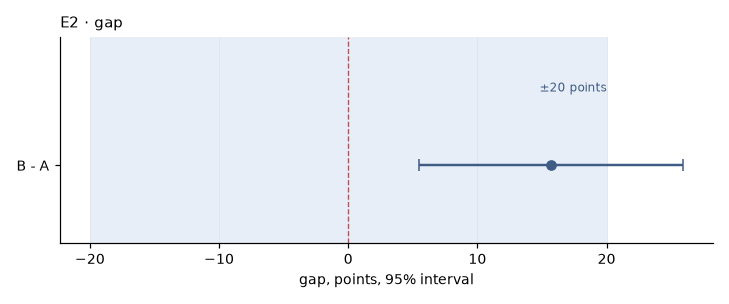 E2 · gap
±20 points
B - A
−20
−10
0
10
20
gap, points, 95% interval